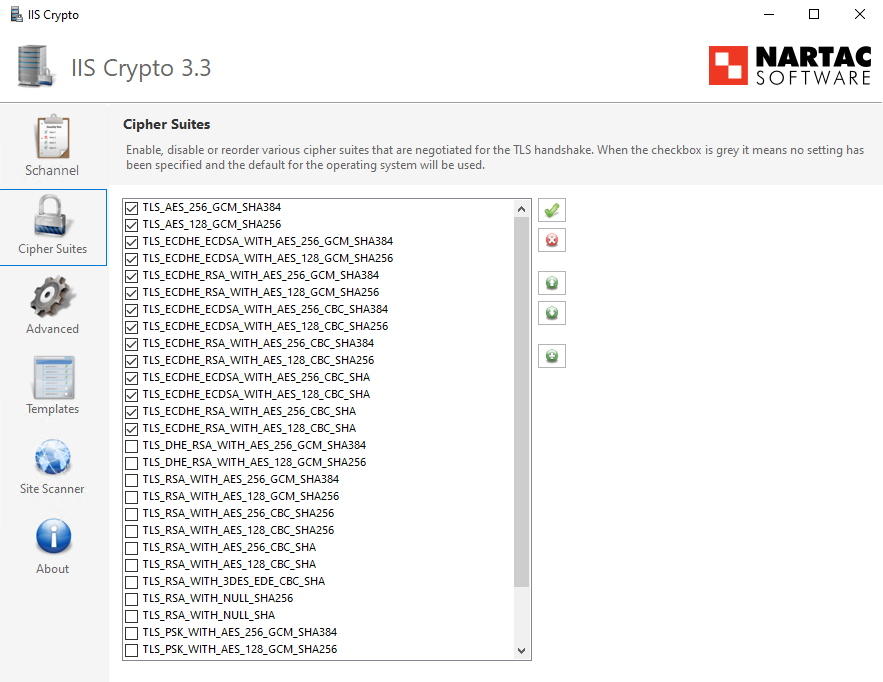 IIS Crypto
IIS Crypto 3.3
NARTAC
SOFTWARE
Schannel
Cipher Suites
Advanced
Templates
Site Scanner
About
Cipher Suites
Enable, disable or reorder various cipher suites that are negotiated for the TLS handshake. When the checkbox is grey it means no setting has
been specified and the default for the operating system will be used.
TLS_AES_256_GCM_SHA384
TLS_AES_128_GCM_SHA256
TLS_ECDHE_ECDSA_WITH_AES_256_GCM_SHA384
TLS_ECDHE_ECDSA_WITH_AES_128_GCM_SHA256
TLS_ECDHE_RSA_WITH_AES_256_GCM_SHA384
TLS_ECDHE_RSA_WITH_AES_128_GCM_SHA256
TLS_ECDHE_ECDSA_WITH_AES_256_CBC_SHA384
TLS_ECDHE_ECDSA_WITH_AES_128_CBC_SHA256
TLS_ECDHE_RSA_WITH_AES_256_CBC_SHA384
TLS_ECDHE_RSA_WITH_AES_128_CBC_SHA256
TLS_ECDHE_ECDSA_WITH_AES_256_CBC_SHA
TLS_ECDHE_ECDSA_WITH_AES_128_CBC_SHA
TLS_ECDHE_RSA_WITH_AES_256_CBC_SHA
TLS_ECDHE_RSA_WITH_AES_128_CBC_SHA
TLS_DHE_RSA_WITH_AES_256_GCM_SHA384
TLS_DHE_RSA_WITH_AES_128_GCM_SHA256
TLS_RSA_WITH_AES_256_GCM_SHA384
TLS_RSA_WITH_AES_128_GCM_SHA256
TLS_RSA_WITH_AES_256_CBC_SHA256
TLS_RSA_WITH_AES_128_CBC_SHA256
TLS_RSA_WITH_AES_256_CBC_SHA
TLS_RSA_WITH_AES_128_CBC_SHA
TLS_RSA_WITH_3DES_EDE_CBC_SHA
TLS_RSA_WITH_NULL_SHA256
TLS_RSA_WITH_NULL_SHA
TLS_PSK_WITH_AES_256_GCM_SHA384
TLS_PSK_WITH_AES_128_GCM_SHA256